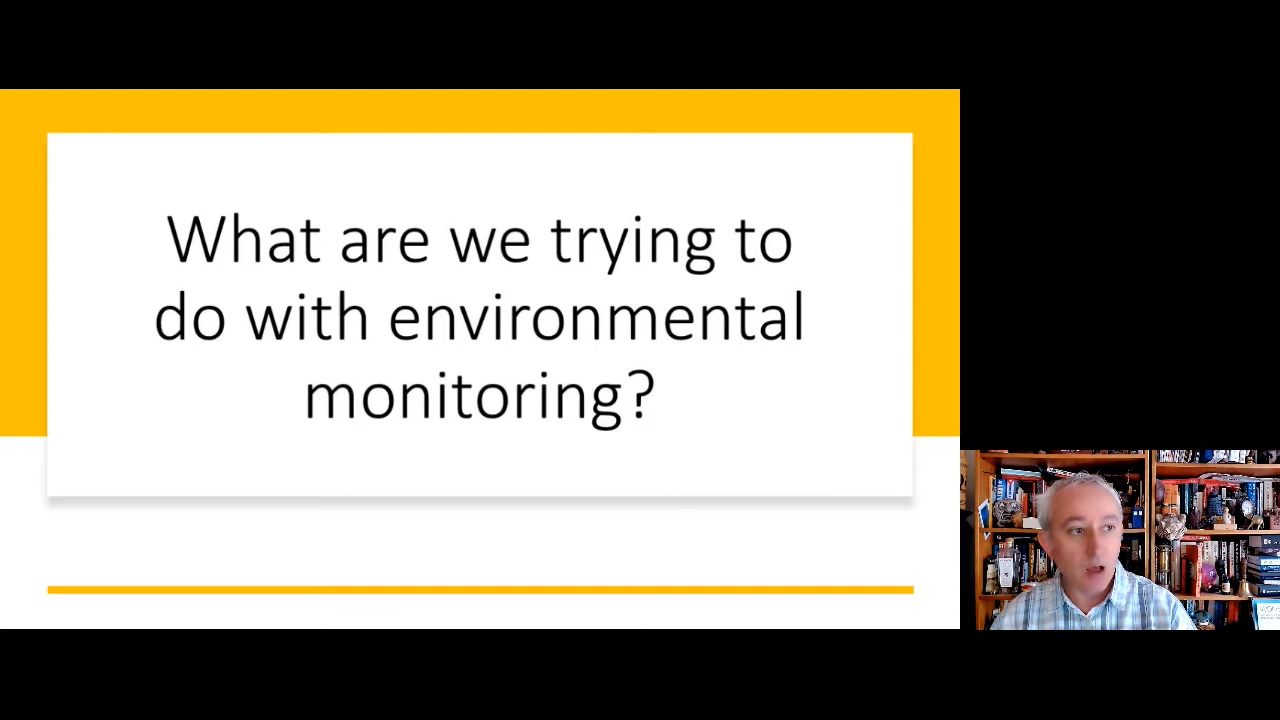 What are we trying to
do with environmental
monitoring?